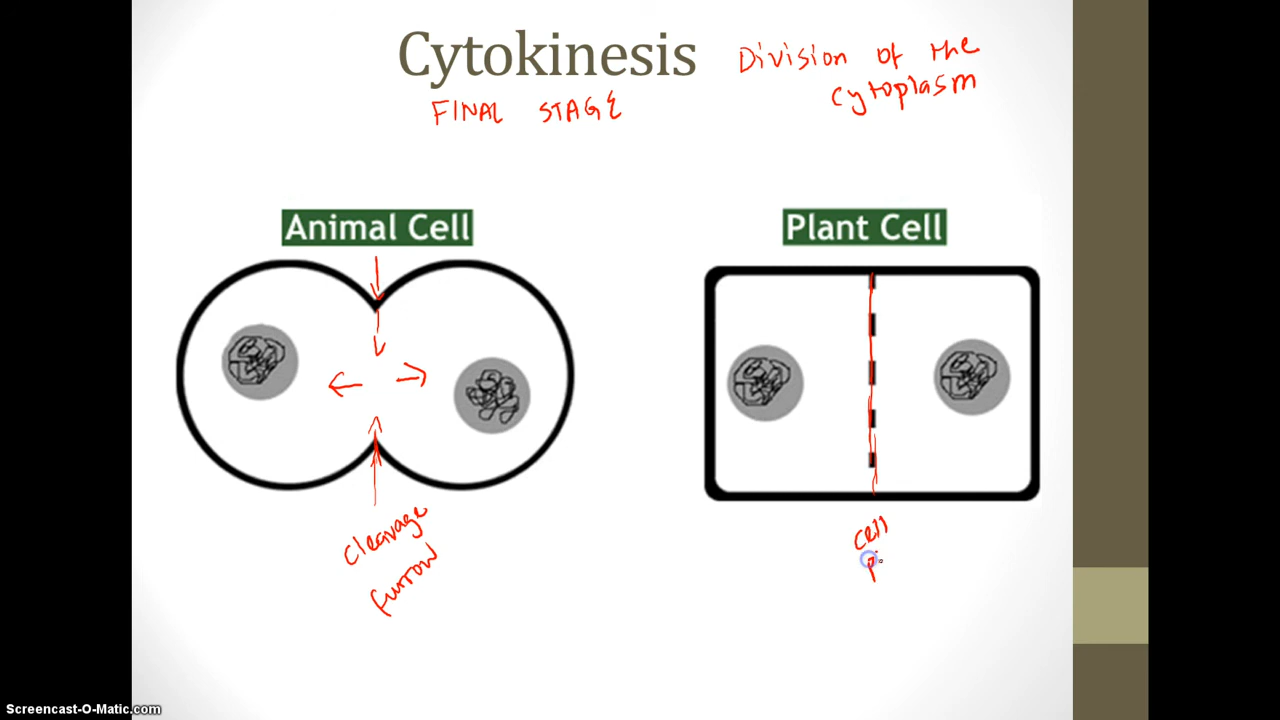 Cytokinesis
Division of the
cytoplasm
FINAL STAGE
Animal Cell
Plant Cell
cleavage
furrow
cell
p
Screencast-O-Matic.com